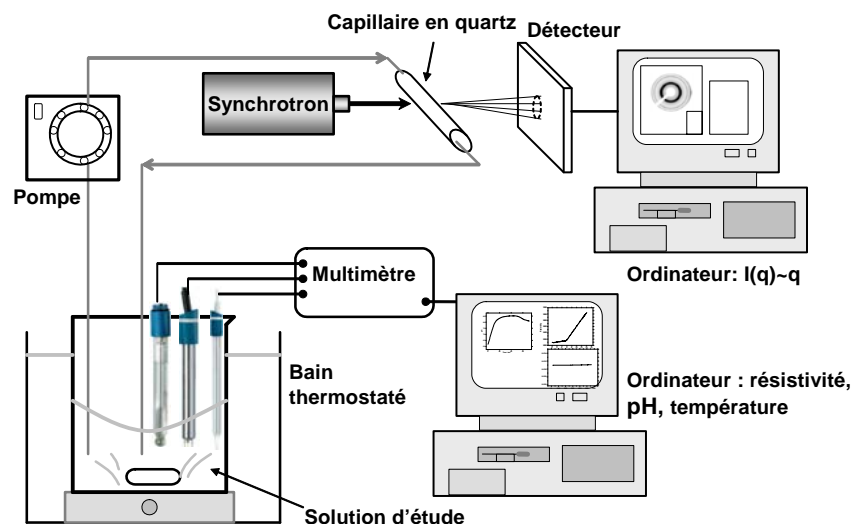 Capillaire en quartz
Détecteur
Synchrotron
Pompe
Multimètre
Ordinateur: I(q)~q
Bain
thermostaté
Ordinateur : résistivité,
pH, température
Solution d'étude